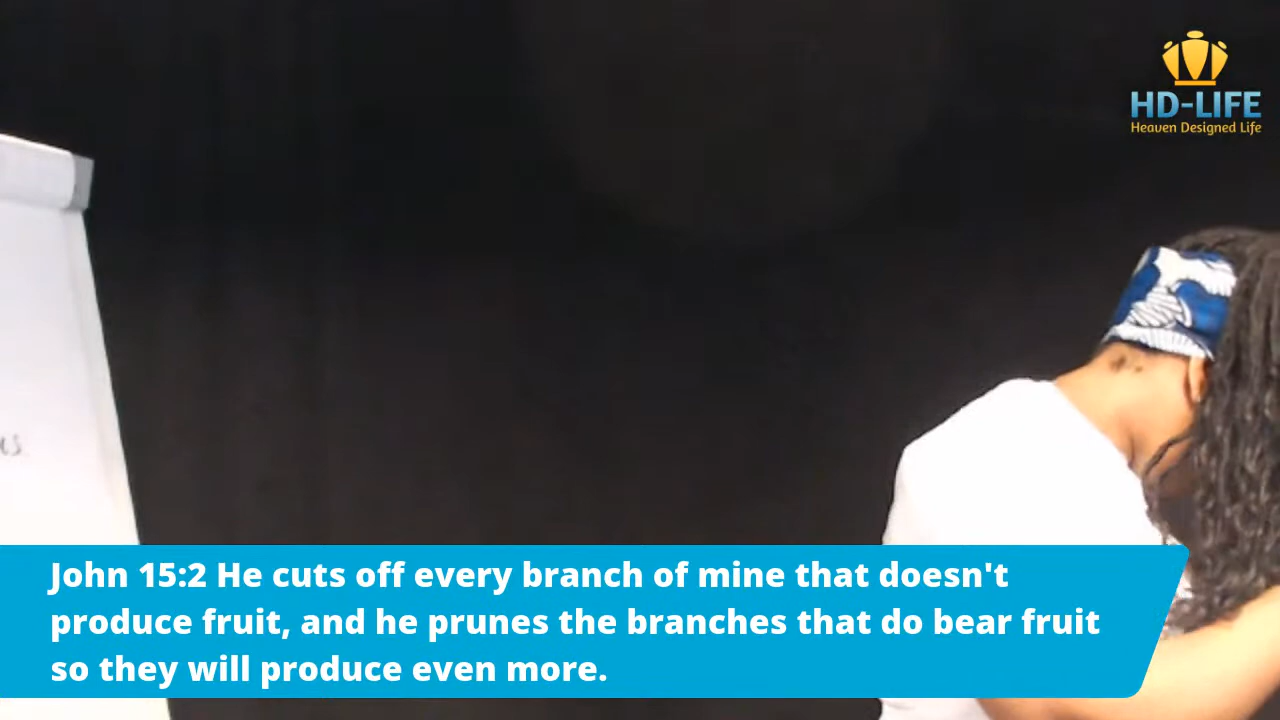 HD-LIFE
Heaven Designed Life
John 15:2 He cuts off every branch of mine that doesn't
produce fruit, and he prunes the branches that do bear fruit
so they will produce even more.